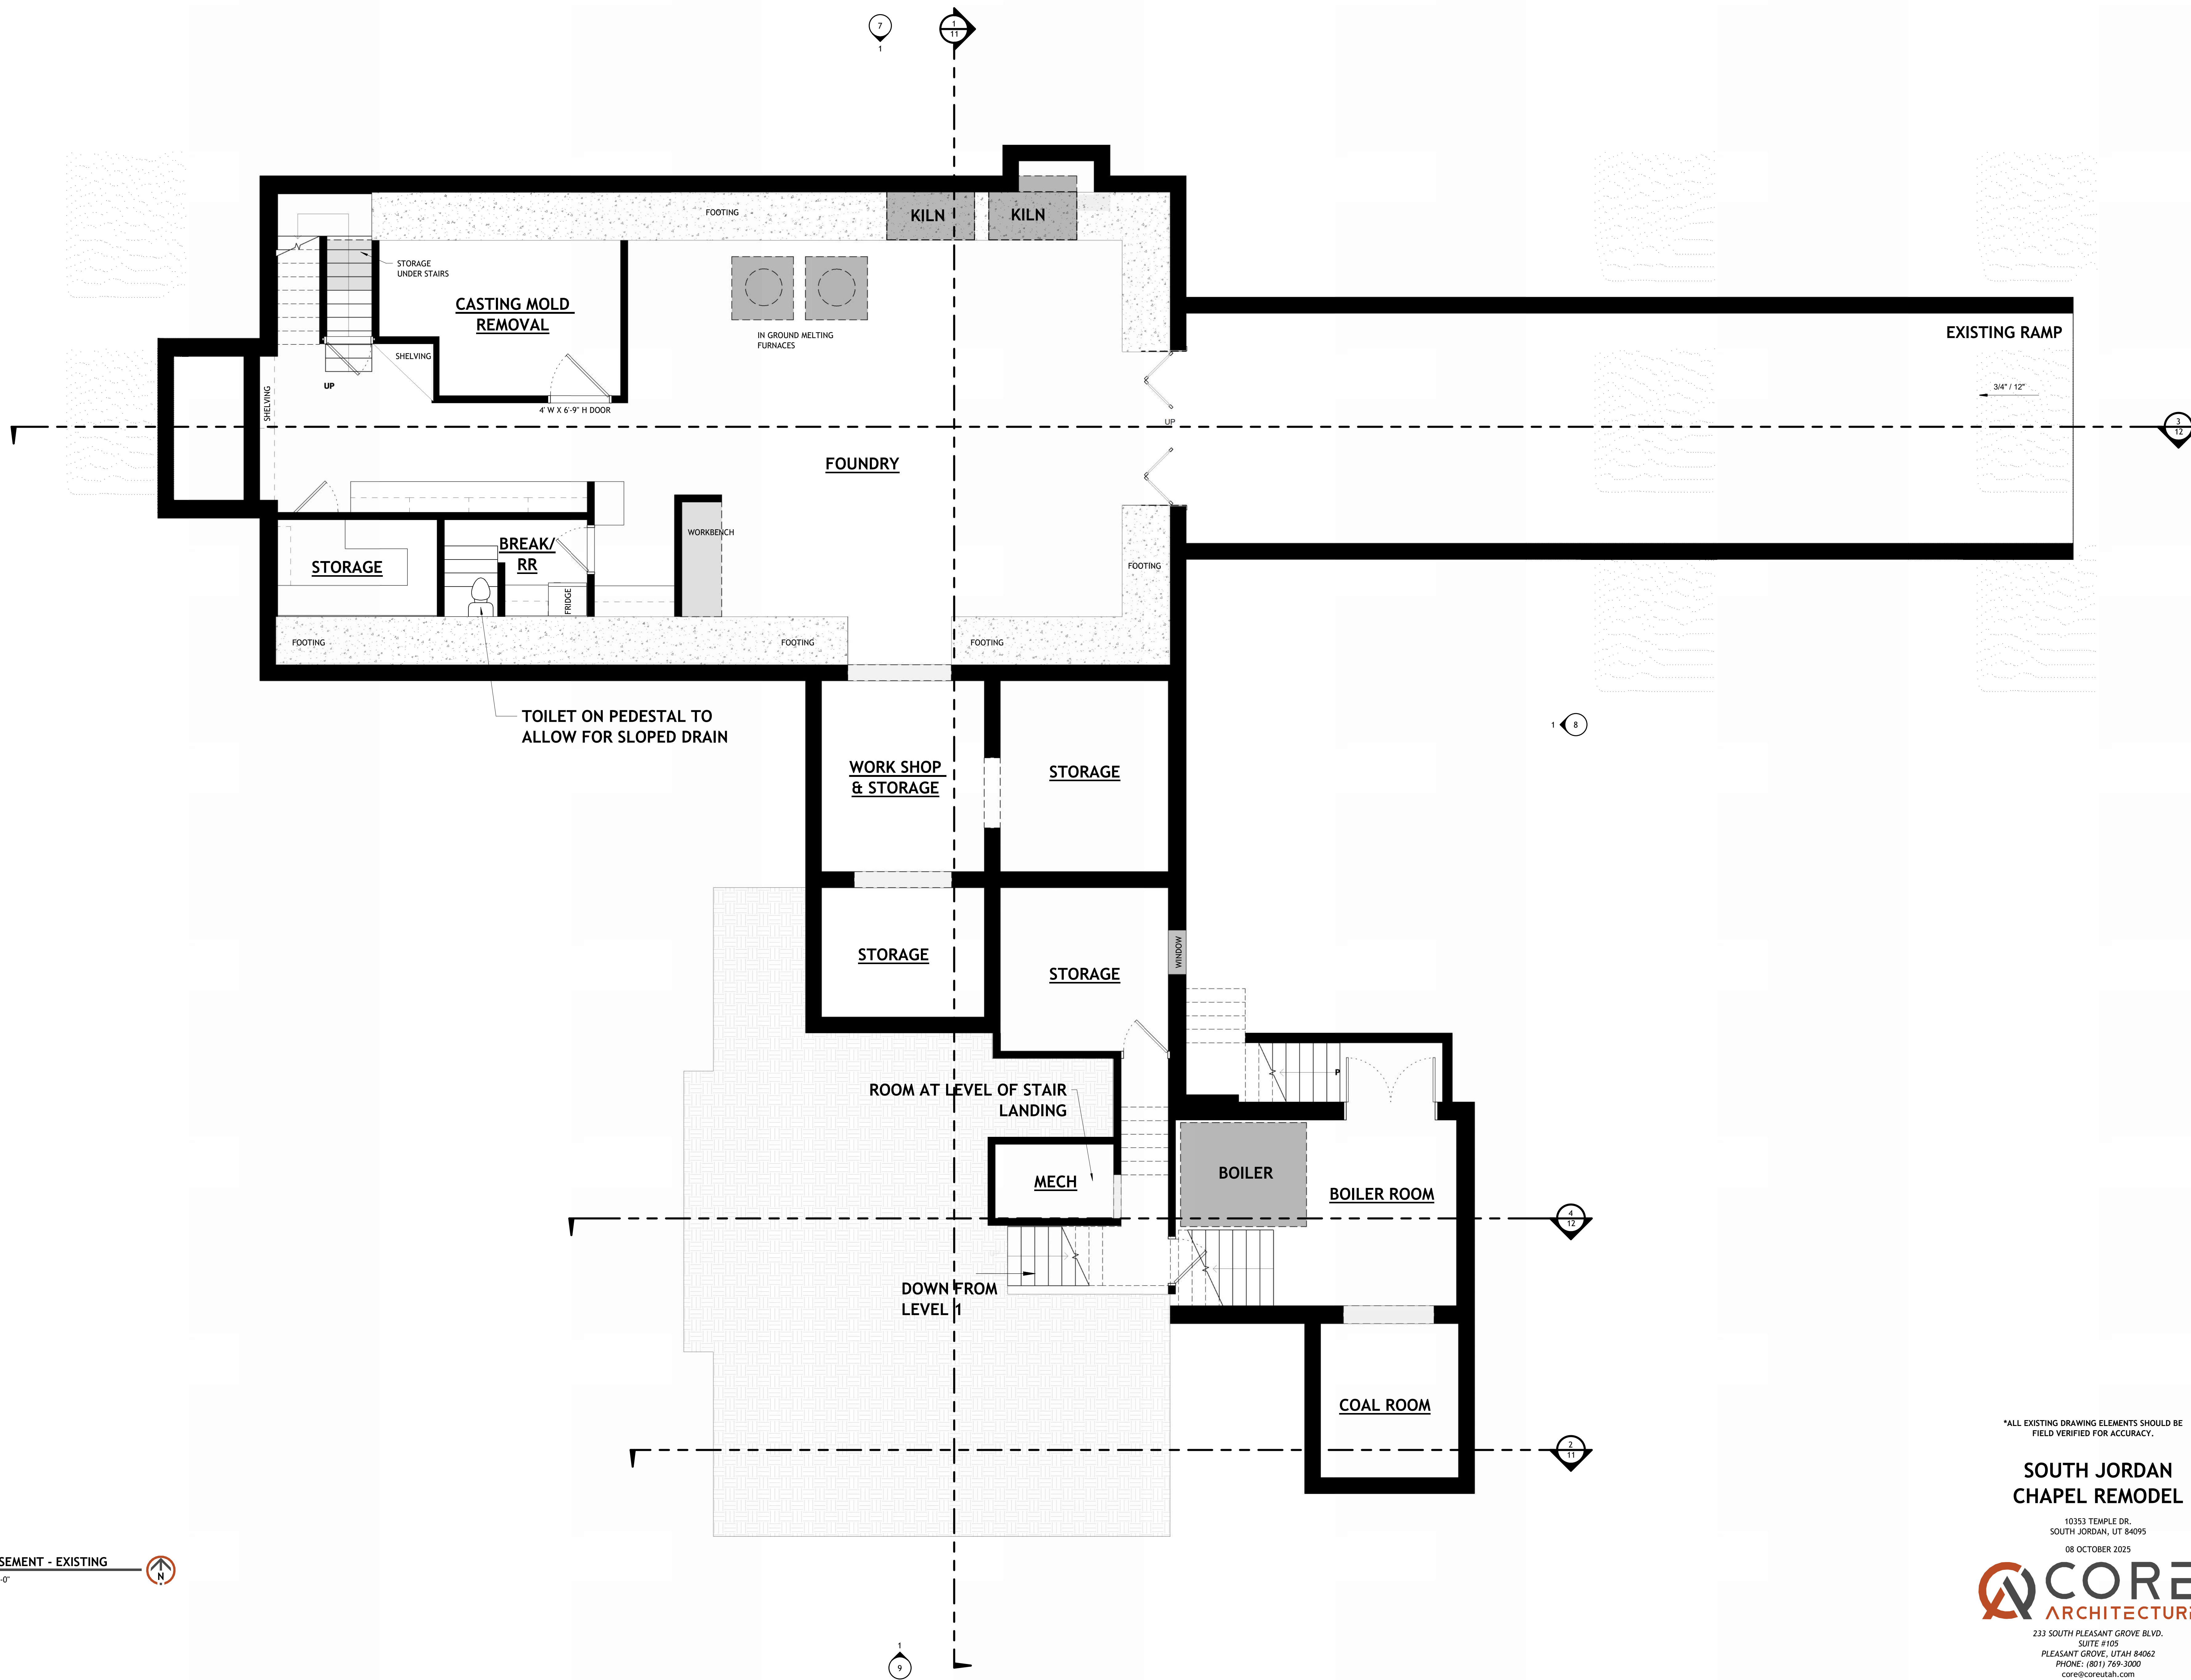 7
1
1
11
FOOTING
KILN
KILN
STORAGE
UNDER STAIRS
CASTING MOLD
REMOVAL
IN GROUND MELTING
FURNACES
EXISTING RAMP
SHELVING
UP
SHELVING
3/4" / 12"
4' W X 6'-9" H DOOR
UP
3
12
FOUNDRY
WORKBENCH
BREAK/
RR
STORAGE
FOOTING
FRIDGE
FOOTING
FOOTING
FOOTING
TOILET ON PEDESTAL TO
ALLOW FOR SLOPED DRAIN
1
8
WORK SHOP
& STORAGE
STORAGE
WINDOW
STORAGE
STORAGE
P
ROOM AT LEVEL OF STAIR
LANDING
MECH
BOILER
BOILER ROOM
4
12
DOWN FROM
LEVEL 1
COAL ROOM
2
11
*ALL EXISTING DRAWING ELEMENTS SHOULD BE
FIELD VERIFIED FOR ACCURACY.
SOUTH JORDAN
CHAPEL REMODEL
10353 TEMPLE DR.
SOUTH JORDAN, UT 84095
08 OCTOBER 2025
SEMENT - EXISTING
-0"
N
CORE
ARCHITECTURE
233 SOUTH PLEASANT GROVE BLVD.
SUITE #105
PLEASANT GROVE, UTAH 84062
PHONE: (801) 769-3000
core@coreutah.com
1
9